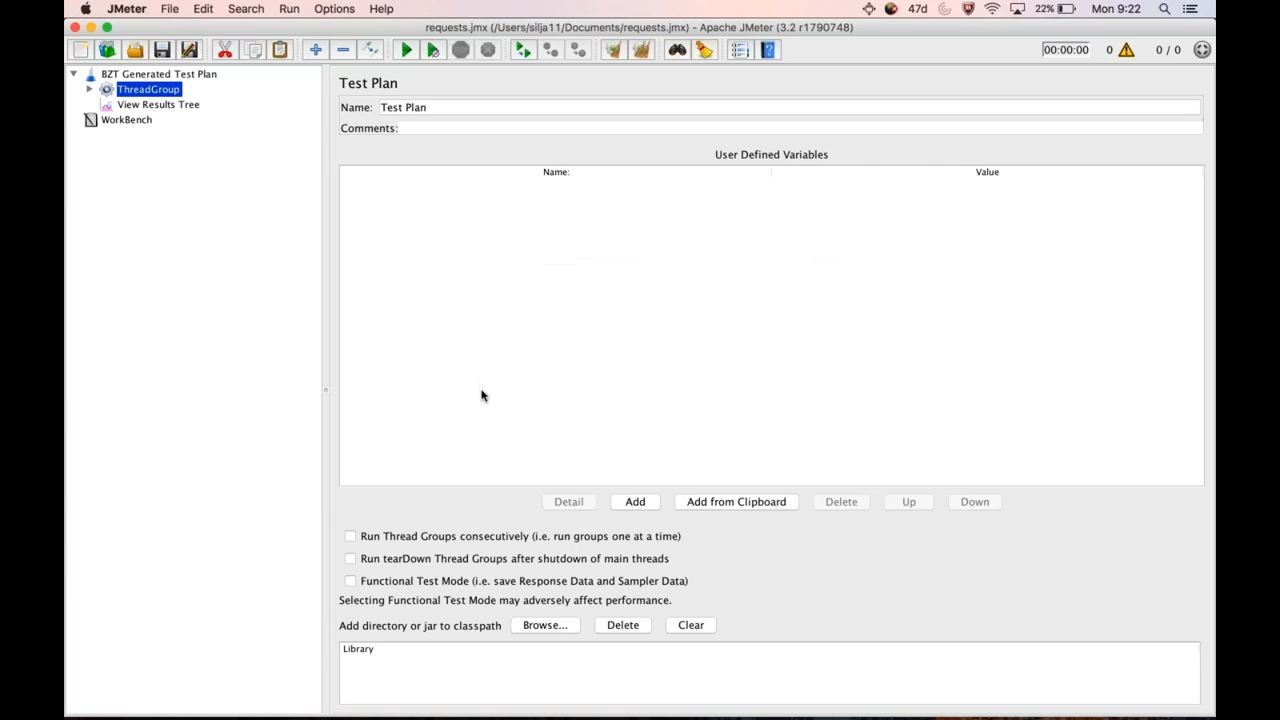 JMeter File Edit Search Run Options Help 47d 22% Mon 9:22
requests.jmx (/Users/silja11/Documents/requests.jmx) - Apache JMeter (3.2 r1790748)
00:00:00 0 0 / 0
BZT Generated Test Plan
ThreadGroup
View Results Tree
WorkBench
Test Plan
Name: Test Plan
Comments:
User Defined Variables
Name: Value
Detail Add Add from Clipboard Delete Up Down
Run Thread Groups consecutively (i.e. run groups one at a time)
Run tearDown Thread Groups after shutdown of main threads
Functional Test Mode (i.e. save Response Data and Sampler Data)
Selecting Functional Test Mode may adversely affect performance.
Add directory or jar to classpath Browse... Delete Clear
Library